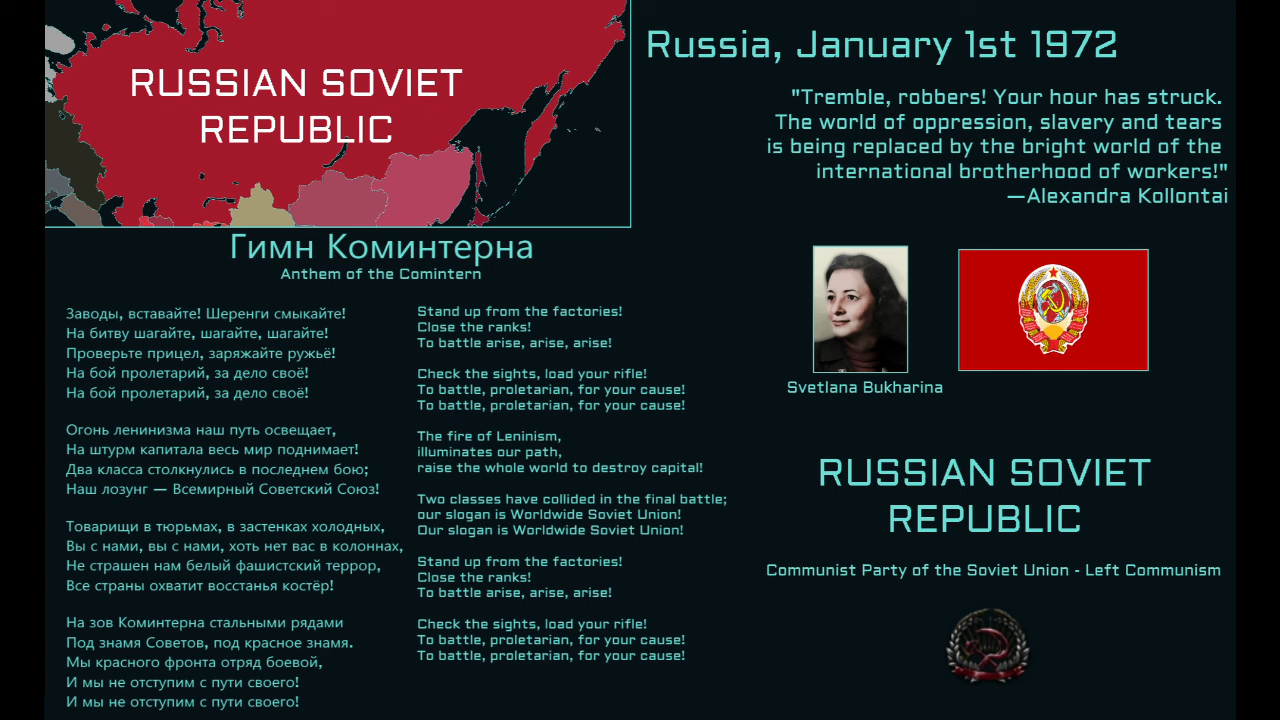 RUSSIAN SOVIET
REPUBLIC
Russia, January 1st 1972
"Tremble, robbers! Your hour has struck.
The world of oppression, slavery and tears
is being replaced by the bright world of the
international brotherhood of workers!"
—Alexandra Kollontai
Гимн Коминтерна
Anthem of the Comintern
Заводы, вставайте! Шеренги смыкайте!
На битву шагайте, шагайте, шагайте!
Проверьте прицел, заряжайте ружьё!
На бой пролетарий, за дело своё!
На бой пролетарий, за дело своё!
Огонь ленинизма наш путь освещает,
На штурм капитала весь мир поднимает!
Два класса столкнулись в последнем бою;
Наш лозунг — Всемирный Советский Союз!
Товарищи в тюрьмах, в застенках холодных,
Вы с нами, вы с нами, хоть нет вас в колоннах,
Не страшен нам белый фашистский террор,
Все страны охватит восстанья костёр!
На зов Коминтерна стальными рядами
Под знамя Советов, под красное знамя.
Мы красного фронта отряд боевой,
И мы не отступим с пути своего!
И мы не отступим с пути своего!
Stand up from the factories!
Close the ranks!
To battle arise, arise, arise!
Check the sights, load your rifle!
To battle, proletarian, for your cause!
To battle, proletarian, for your cause!
The fire of Leninism,
illuminates our path,
raise the whole world to destroy capital!
Two classes have collided in the final battle;
our slogan is Worldwide Soviet Union!
Our slogan is Worldwide Soviet Union!
Stand up from the factories!
Close the ranks!
To battle arise, arise, arise!
Check the sights, load your rifle!
To battle, proletarian, for your cause!
To battle, proletarian, for your cause!
Svetlana Bukharina
RUSSIAN SOVIET
REPUBLIC
Communist Party of the Soviet Union - Left Communism